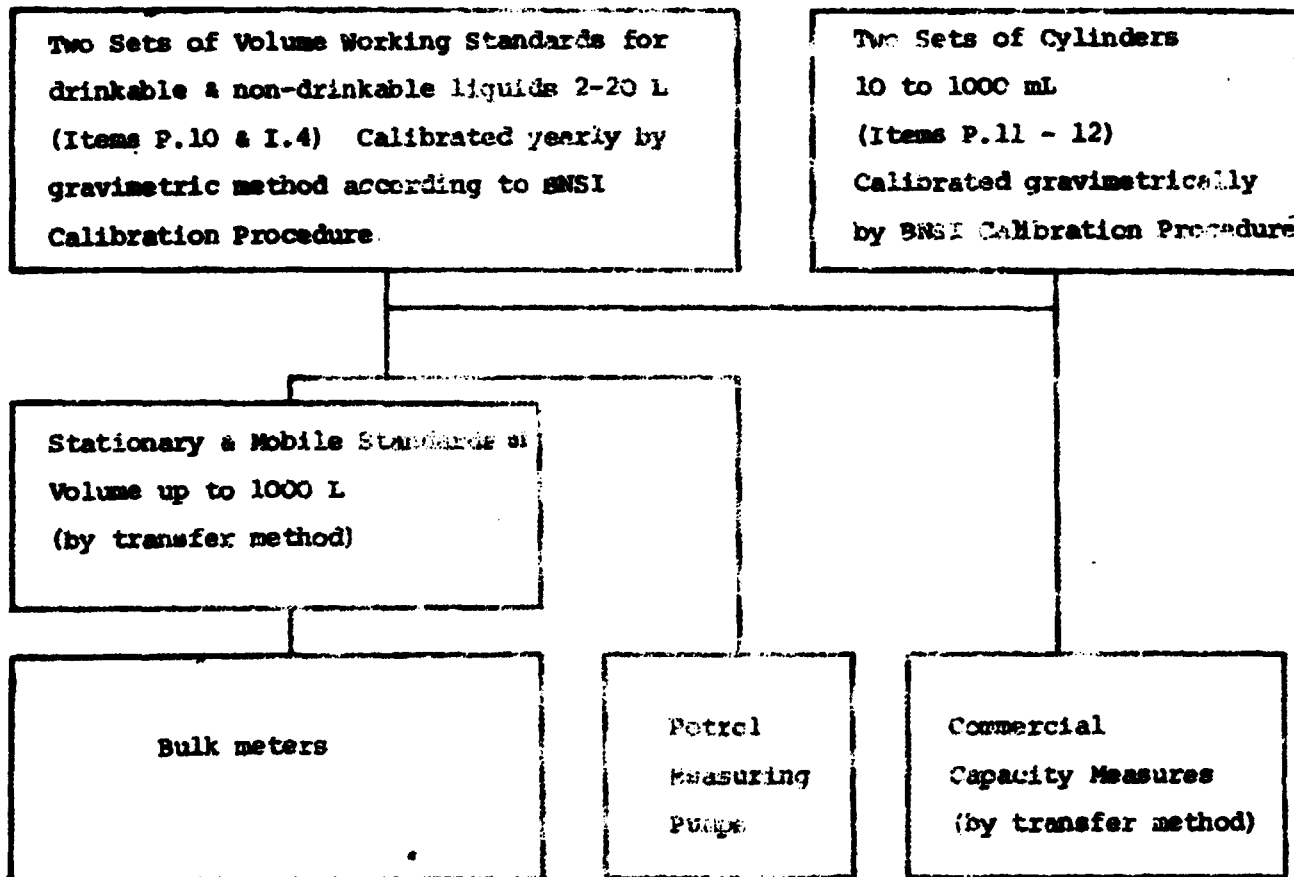 Two Sets of Volume Working Standards for
drinkable & non-drinkable liquids 2-20 L
(Items P.10 & I.4) Calibrated yearly by
gravimetric method according to BNSI
Calibration Procedure.
Two Sets of Cylinders
10 to 1000 mL
(Items P.11 - 12)
Calibrated gravimetrically
by BNSI Calibration Procedure
Stationary & Mobile Standards of
Volume up to 1000 L
(by transfer method)
Bulk meters
Petrol
Measuring
Pumps
Commercial
Capacity Measures
(by transfer method)